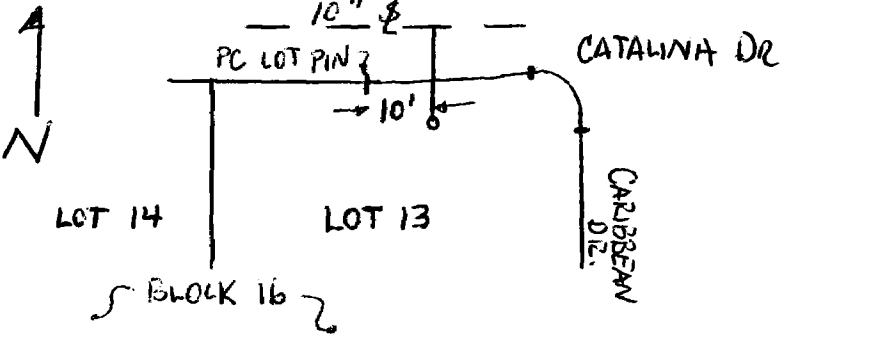 10" ℄
CATALINA DR
PC LOT PIN
10'
N
LOT 14
LOT 13
CARIBBEAN
DR.
BLOCK 16